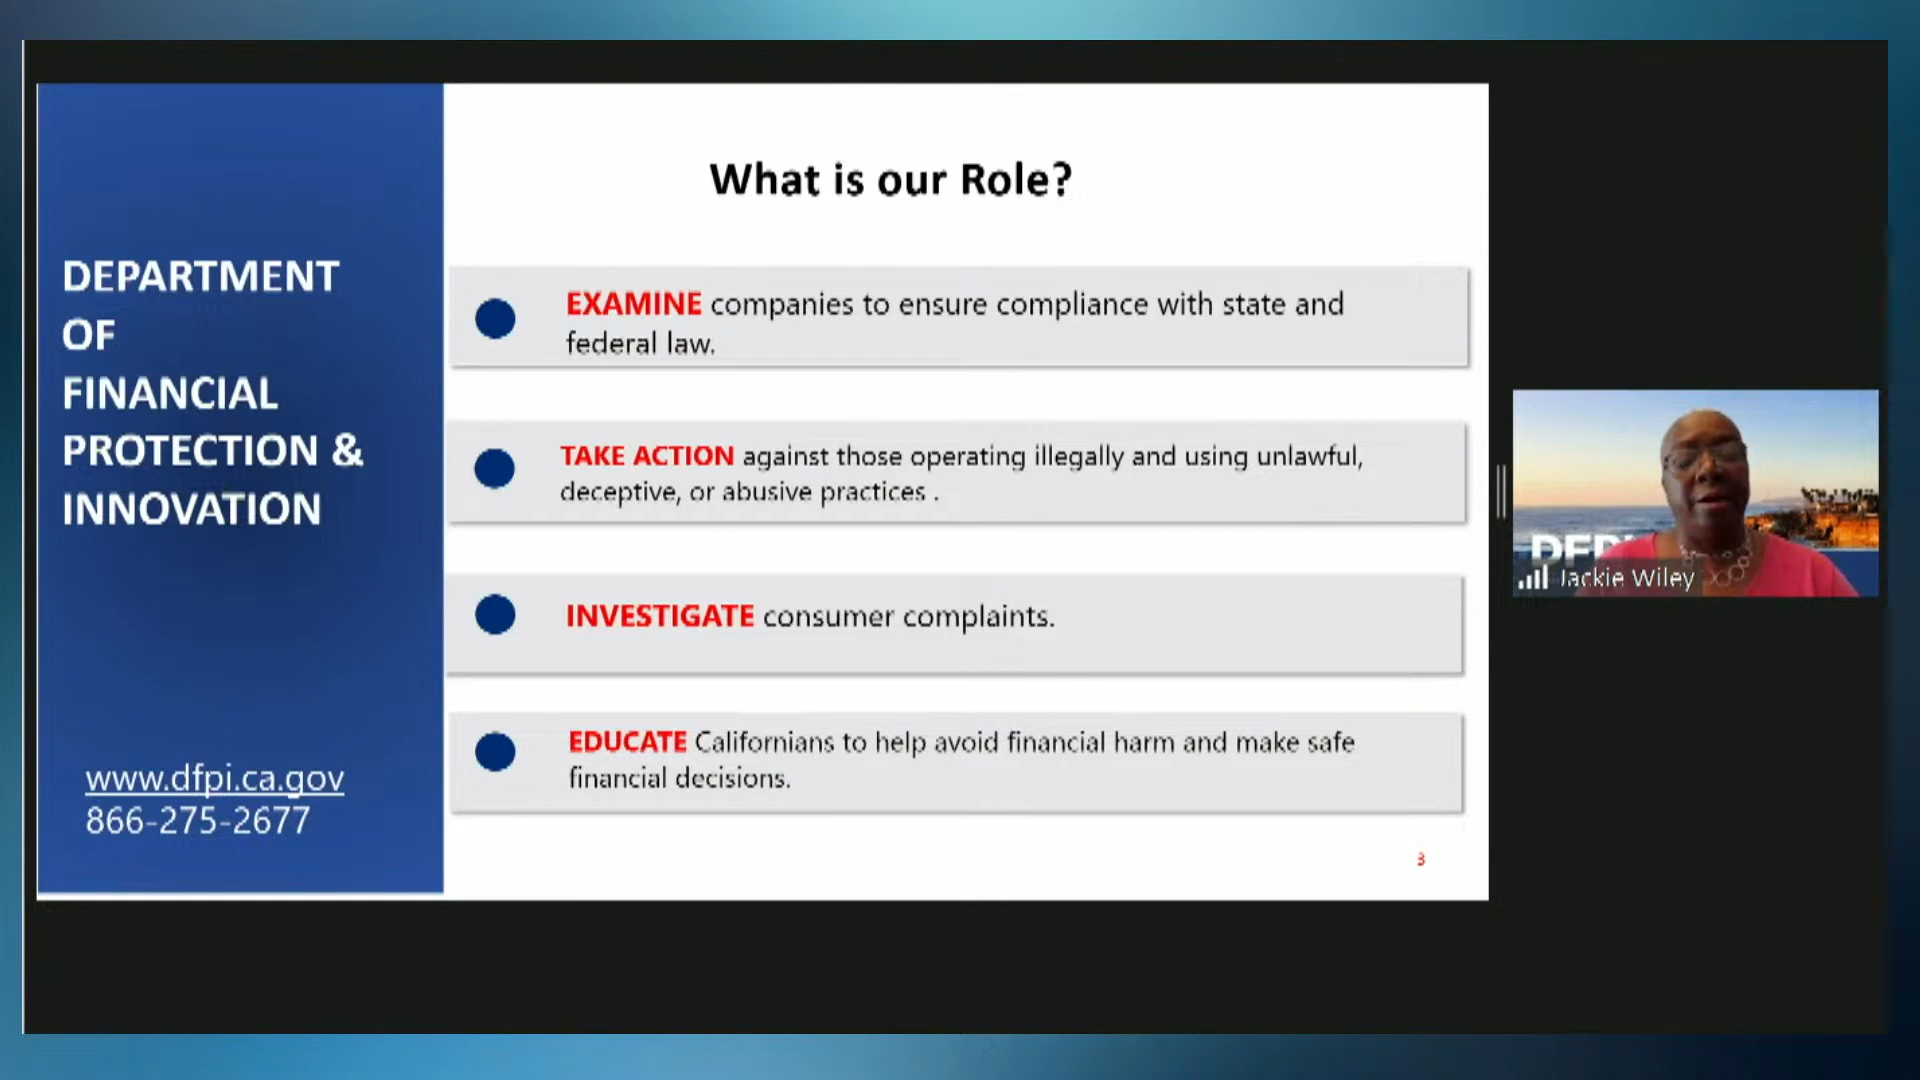 DEPARTMENT
OF
FINANCIAL
PROTECTION &
INNOVATION
www.dfpi.ca.gov
866-275-2677
What is our Role?
EXAMINE companies to ensure compliance with state and
federal law.
TAKE ACTION against those operating illegally and using unlawful,
deceptive, or abusive practices .
INVESTIGATE consumer complaints.
EDUCATE Californians to help avoid financial harm and make safe
financial decisions.
3
Jackie Wiley